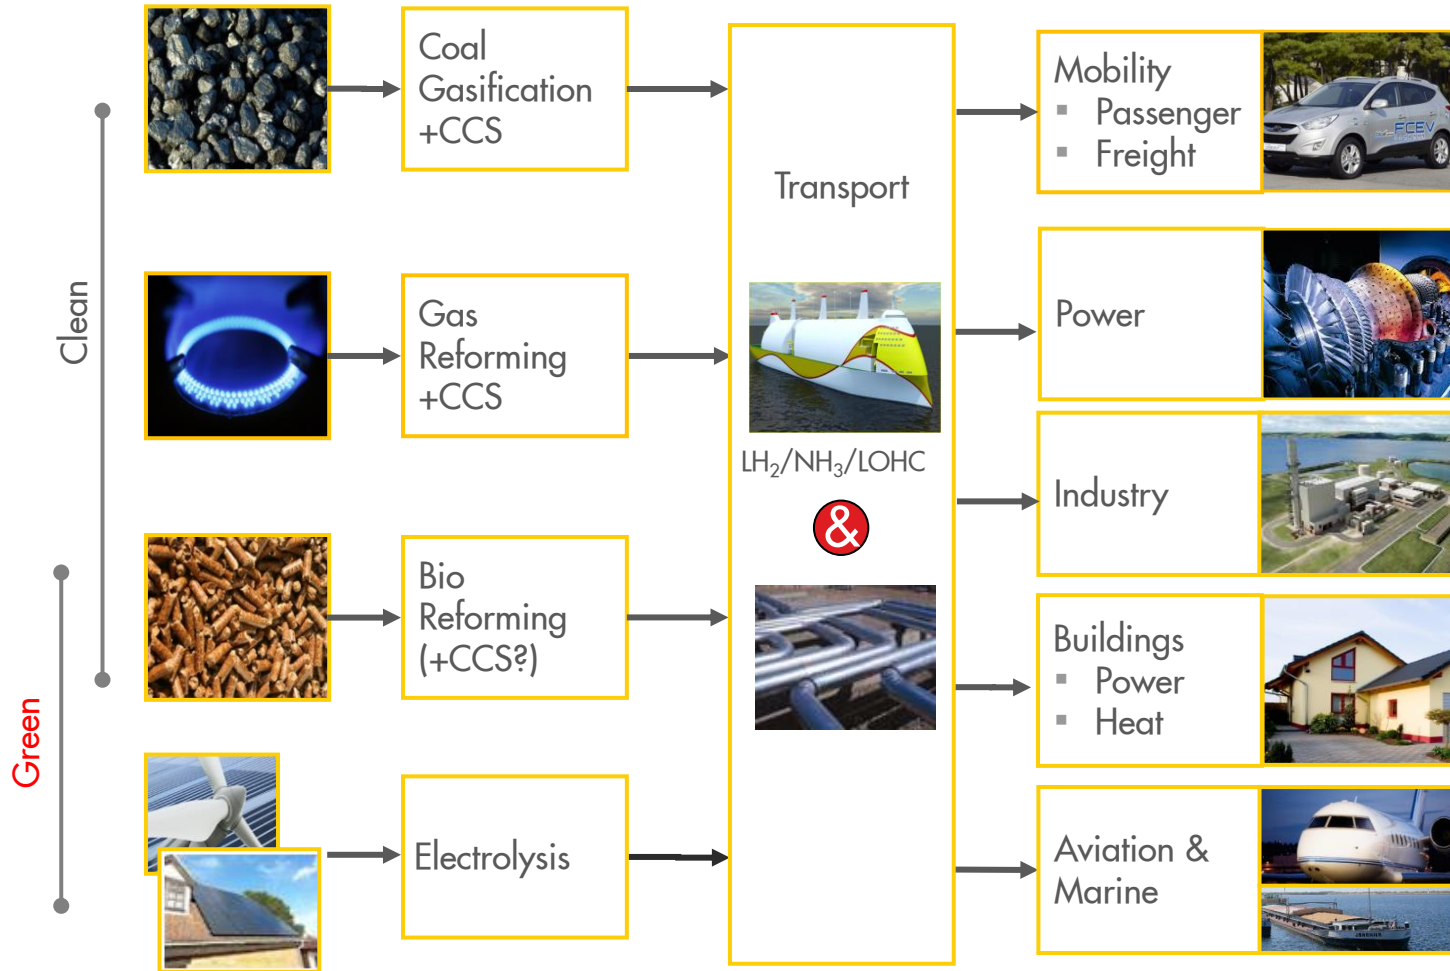 Clean
Green
Coal
Gasification
+CCS
Gas
Reforming
+CCS
Bio
Reforming
(+CCS?)
Electrolysis
Transport
LH₂/NH₃/LOHC
&
Mobility
▪ Passenger
▪ Freight
FCEV
Power
Industry
Buildings
▪ Power
▪ Heat
Aviation &
Marine